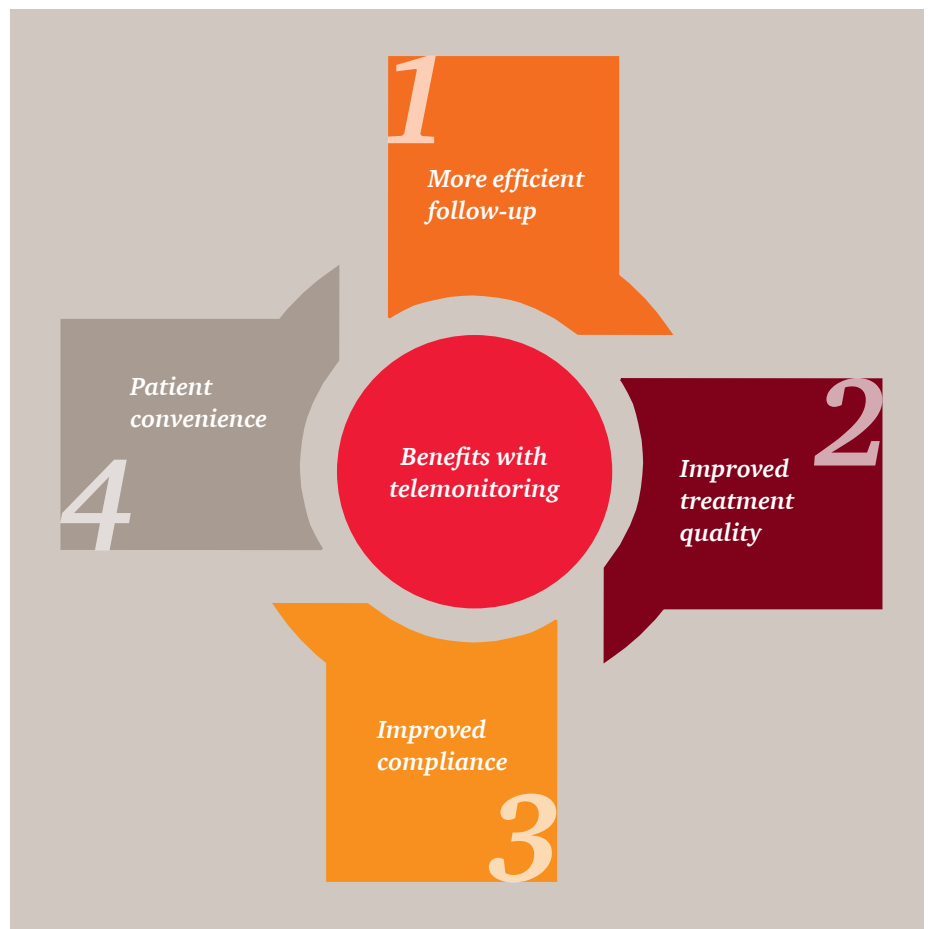 1
More efficient
follow-up
2
Improved
treatment
quality
3
Improved
compliance
4
Patient
convenience
Benefits with
telemonitoring